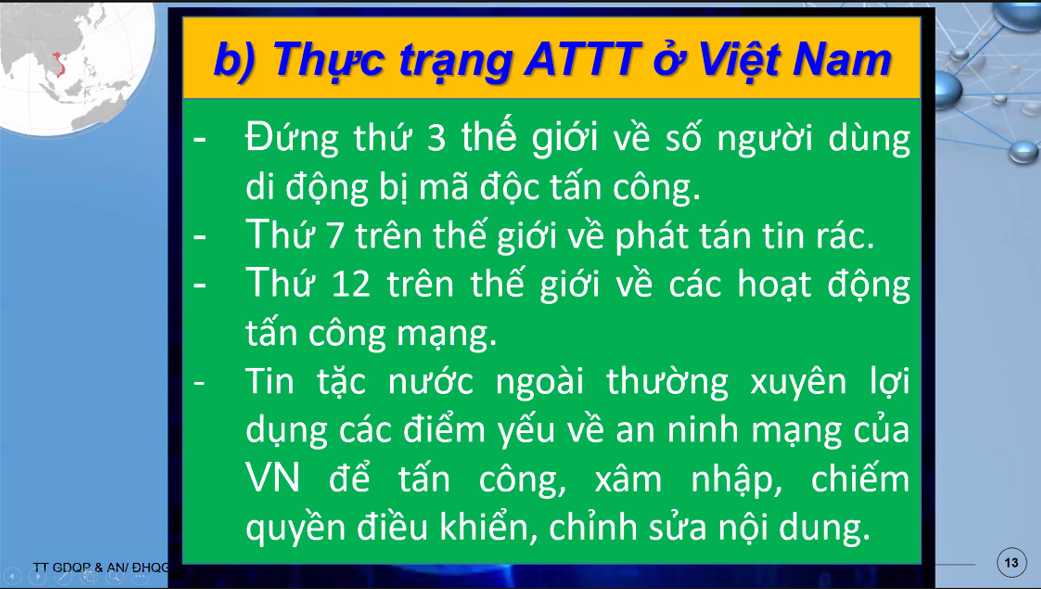 b) Thực trạng ATTT ở Việt Nam
- Đứng thứ 3 thế giới về số người dùng
di động bị mã độc tấn công.
- Thứ 7 trên thế giới về phát tán tin rác.
- Thứ 12 trên thế giới về các hoạt động
tấn công mạng.
- Tin tặc nước ngoài thường xuyên lợi
dụng các điểm yếu về an ninh mạng của
VN để tấn công, xâm nhập, chiếm
quyền điều khiển, chỉnh sửa nội dung.
TT GDQP & AN/ ĐHQG
13